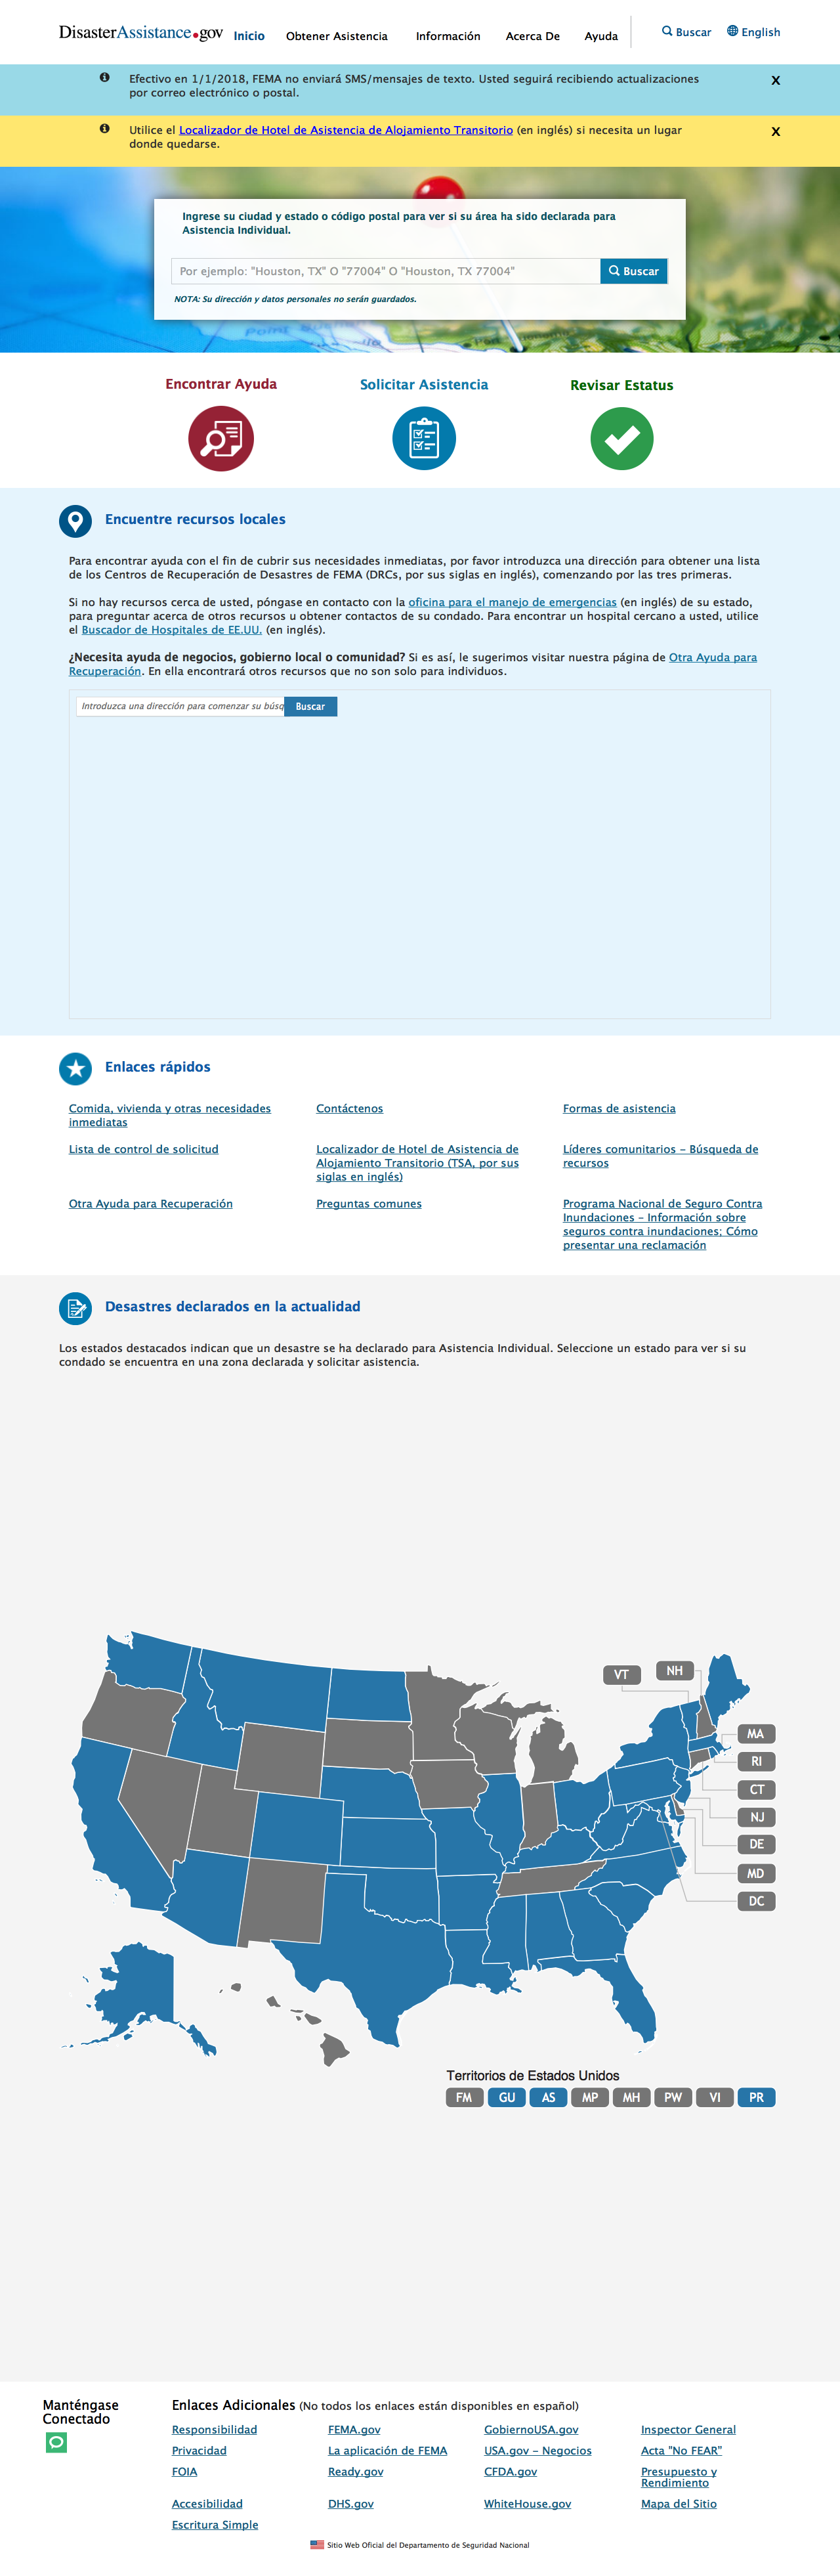 DisasterAssistance.gov Inicio Obtener Asistencia Información Acerca De Ayuda Buscar English
Efectivo en 1/1/2018, FEMA no enviará SMS/mensajes de texto. Usted seguirá recibiendo actualizaciones
por correo electrónico o postal.
X
Utilice el Localizador de Hotel de Asistencia de Alojamiento Transitorio (en inglés) si necesita un lugar
donde quedarse.
X
Ingrese su ciudad y estado o código postal para ver si su área ha sido declarada para
Asistencia Individual.
Por ejemplo: "Houston, TX" O "77004" O "Houston, TX 77004" Buscar
NOTA: Su dirección y datos personales no serán guardados.
Encontrar Ayuda Solicitar Asistencia Revisar Estatus
Encuentre recursos locales
Para encontrar ayuda con el fin de cubrir sus necesidades inmediatas, por favor introduzca una dirección para obtener una lista
de los Centros de Recuperación de Desastres de FEMA (DRCs, por sus siglas en inglés), comenzando por las tres primeras.
Si no hay recursos cerca de usted, póngase en contacto con la oficina para el manejo de emergencias (en inglés) de su estado,
para preguntar acerca de otros recursos u obtener contactos de su condado. Para encontrar un hospital cercano a usted, utilice
el Buscador de Hospitales de EE.UU. (en inglés).
¿Necesita ayuda de negocios, gobierno local o comunidad? Si es así, le sugerimos visitar nuestra página de Otra Ayuda para
Recuperación. En ella encontrará otros recursos que no son solo para individuos.
Introduzca una dirección para comenzar su búsq Buscar
Enlaces rápidos
Comida, vivienda y otras necesidades
inmediatas
Contáctenos
Formas de asistencia
Lista de control de solicitud
Localizador de Hotel de Asistencia de
Alojamiento Transitorio (TSA, por sus
siglas en inglés)
Líderes comunitarios – Búsqueda de
recursos
Otra Ayuda para Recuperación
Preguntas comunes
Programa Nacional de Seguro Contra
Inundaciones – Información sobre
seguros contra inundaciones; Cómo
presentar una reclamación
Desastres declarados en la actualidad
Los estados destacados indican que un desastre se ha declarado para Asistencia Individual. Seleccione un estado para ver si su
condado se encuentra en una zona declarada y solicitar asistencia.
VT NH
MA
RI
CT
NJ
DE
MD
DC
Territorios de Estados Unidos
FM GU AS MP MH PW VI PR
Manténgase
Conectado
Enlaces Adicionales (No todos los enlaces están disponibles en español)
Responsibilidad FEMA.gov GobiernoUSA.gov Inspector General
Privacidad La aplicación de FEMA USA.gov – Negocios Acta "No FEAR"
FOIA Ready.gov CFDA.gov Presupuesto y
Rendimiento
Accesibilidad DHS.gov WhiteHouse.gov Mapa del Sitio
Escritura Simple
Sitio Web Oficial del Departamento de Seguridad Nacional